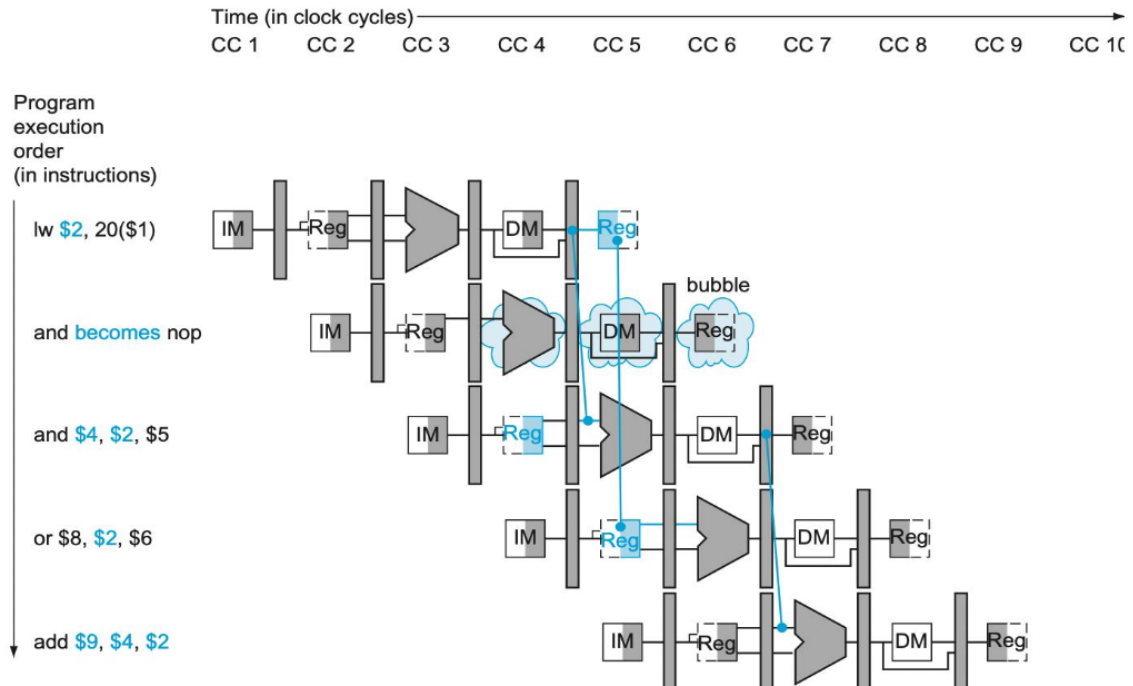 Time (in clock cycles)
CC 1 CC 2 CC 3 CC 4 CC 5 CC 6 CC 7 CC 8 CC 9 CC 10
Program
execution
order
(in instructions)
lw $2, 20($1)
IM Reg DM Reg
bubble
and becomes nop
IM Reg DM Reg
and $4, $2, $5
IM Reg DM Reg
or $8, $2, $6
IM Reg DM Reg
add $9, $4, $2
IM Reg DM Reg